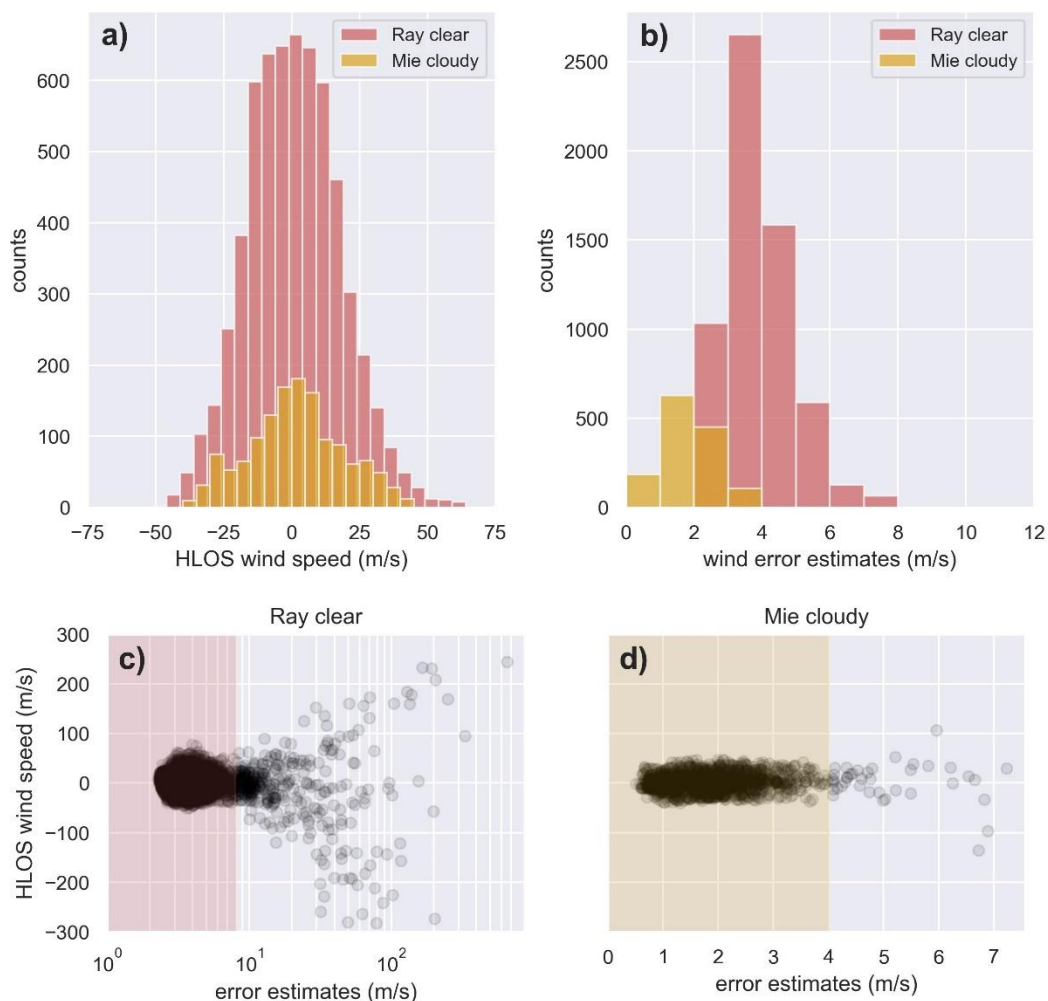 a)
Ray clear
Mie cloudy
600
500
400
300
200
100
0
counts
−75
−50
−25
0
25
50
75
HLOS wind speed (m/s)
b)
Ray clear
Mie cloudy
2500
2000
1500
1000
500
0
counts
0
2
4
6
8
10
12
wind error estimates (m/s)
Ray clear
c)
300
200
100
0
−100
−200
−300
HLOS wind speed (m/s)
10^0
10^1
10^2
error estimates (m/s)
Mie cloudy
d)
0
1
2
3
4
5
6
7
error estimates (m/s)